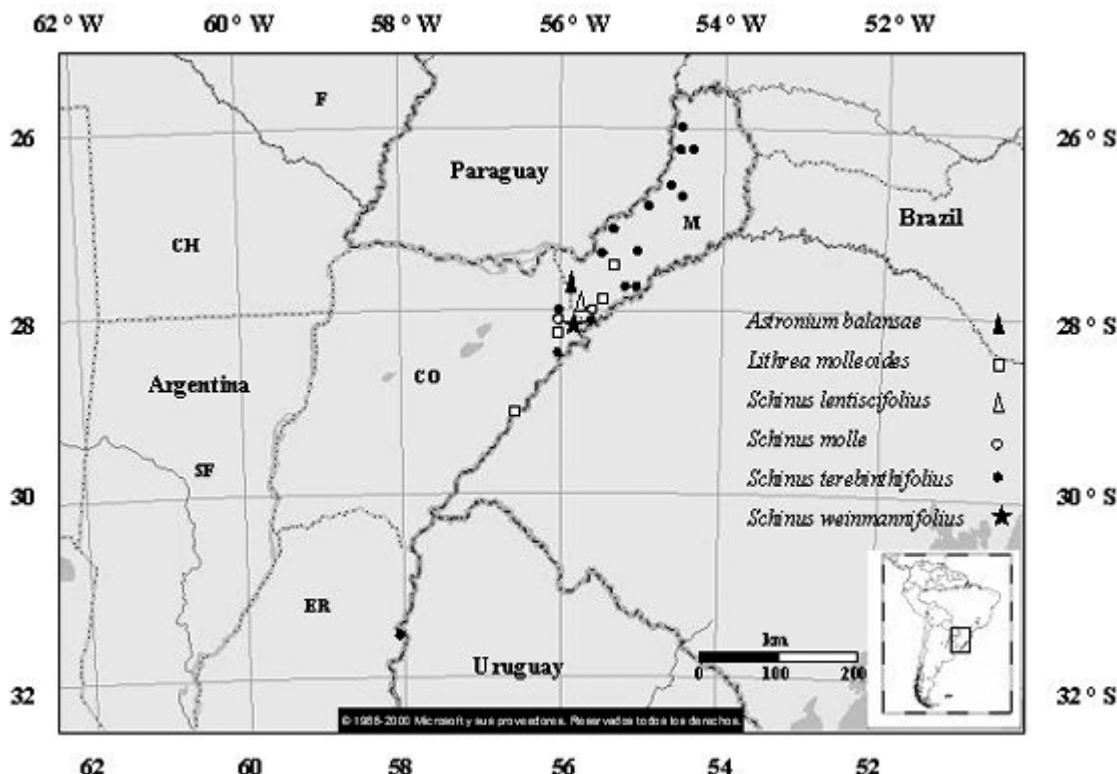 62 ° W 60 ° W 58 ° W 56 ° W 54 ° W 52 ° W
F
26 26 ° S
Paraguay
Brazil
CH M
28 28 ° S
Astronium balansae
Lithrea molleoides
Argentina CO
Schinus lentiscifolius
Schinus molle
SF
Schinus terebinthifolius
30 30 ° S
Schinus weinmannifolius
ER
km
Uruguay
0 100 200
32 32 ° S
© 1988-2000 Microsoft y sus proveedores. Reservados todos los derechos.
62 60 58 56 54 52